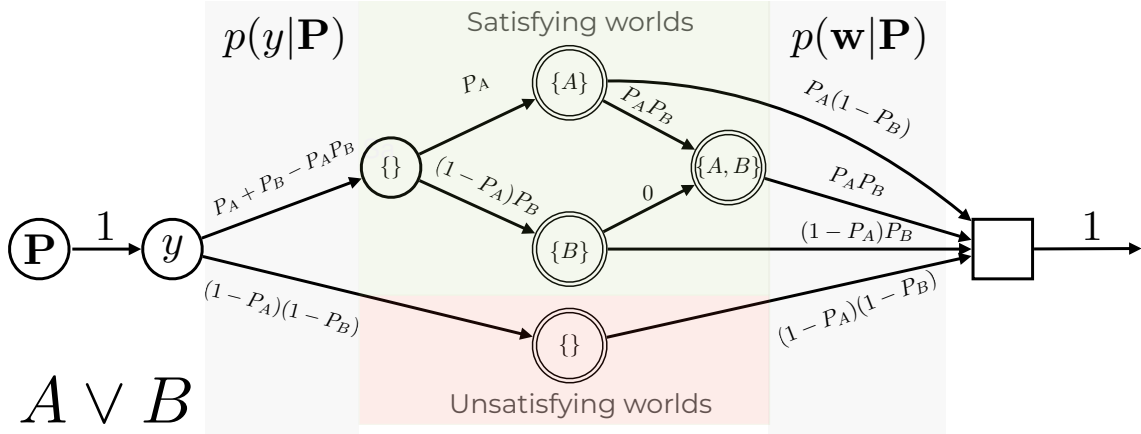 Satisfying worlds
p(y|𝐏)
p(𝐰|𝐏)
{A}
P_A
P_A P_B
P_A(1−P_B)
P_A + P_B − P_A P_B
{}
(1−P_A)P_B
{A, B}
0
P_A P_B
𝐏
1
y
{B}
(1−P_A)P_B
1
(1−P_A)(1−P_B)
{}
(1−P_A)(1−P_B)
A ∨ B
Unsatisfying worlds